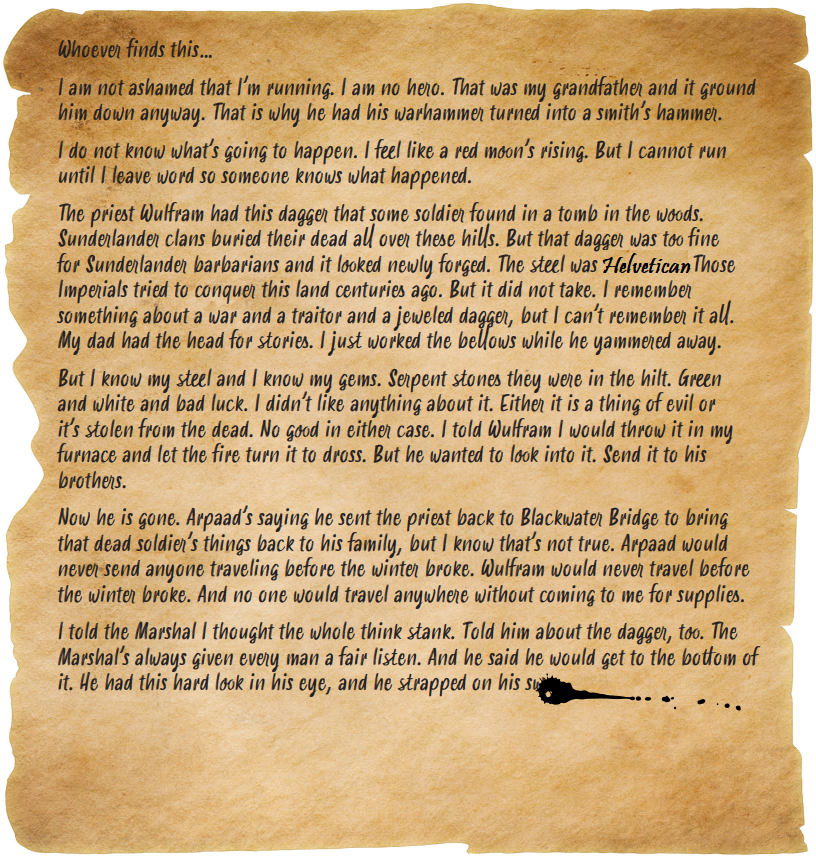 Whoever finds this...
I am not ashamed that I'm running. I am no hero. That was my grandfather and it ground
him down anyway. That is why he had his warhammer turned into a smith's hammer.
I do not know what's going to happen. I feel like a red moon's rising. But I cannot run
until I leave word so someone knows what happened.
The priest Wulfram had this dagger that some soldier found in a tomb in the woods.
Sunderlander clans buried their dead all over these hills. But that dagger was too fine
for Sunderlander barbarians and it looked newly forged. The steel was Helvetican Those
Imperials tried to conquer this land centuries ago. But it did not take. I remember
something about a war and a traitor and a jeweled dagger, but I can't remember it all.
My dad had the head for stories. I just worked the bellows while he yammered away.
But I know my steel and I know my gems. Serpent stones they were in the hilt. Green
and white and bad luck. I didn't like anything about it. Either it is a thing of evil or
it's stolen from the dead. No good in either case. I told Wulfram I would throw it in my
furnace and let the fire turn it to dross. But he wanted to look into it. Send it to his
brothers.
Now he is gone. Arpaad's saying he sent the priest back to Blackwater Bridge to bring
that dead soldier's things back to his family, but I know that's not true. Arpaad would
never send anyone traveling before the winter broke. Wulfram would never travel before
the winter broke. And no one would travel anywhere without coming to me for supplies.
I told the Marshal I thought the whole think stank. Told him about the dagger, too. The
Marshal's always given every man a fair listen. And he said he would get to the bottom of
it. He had this hard look in his eye, and he strapped on his